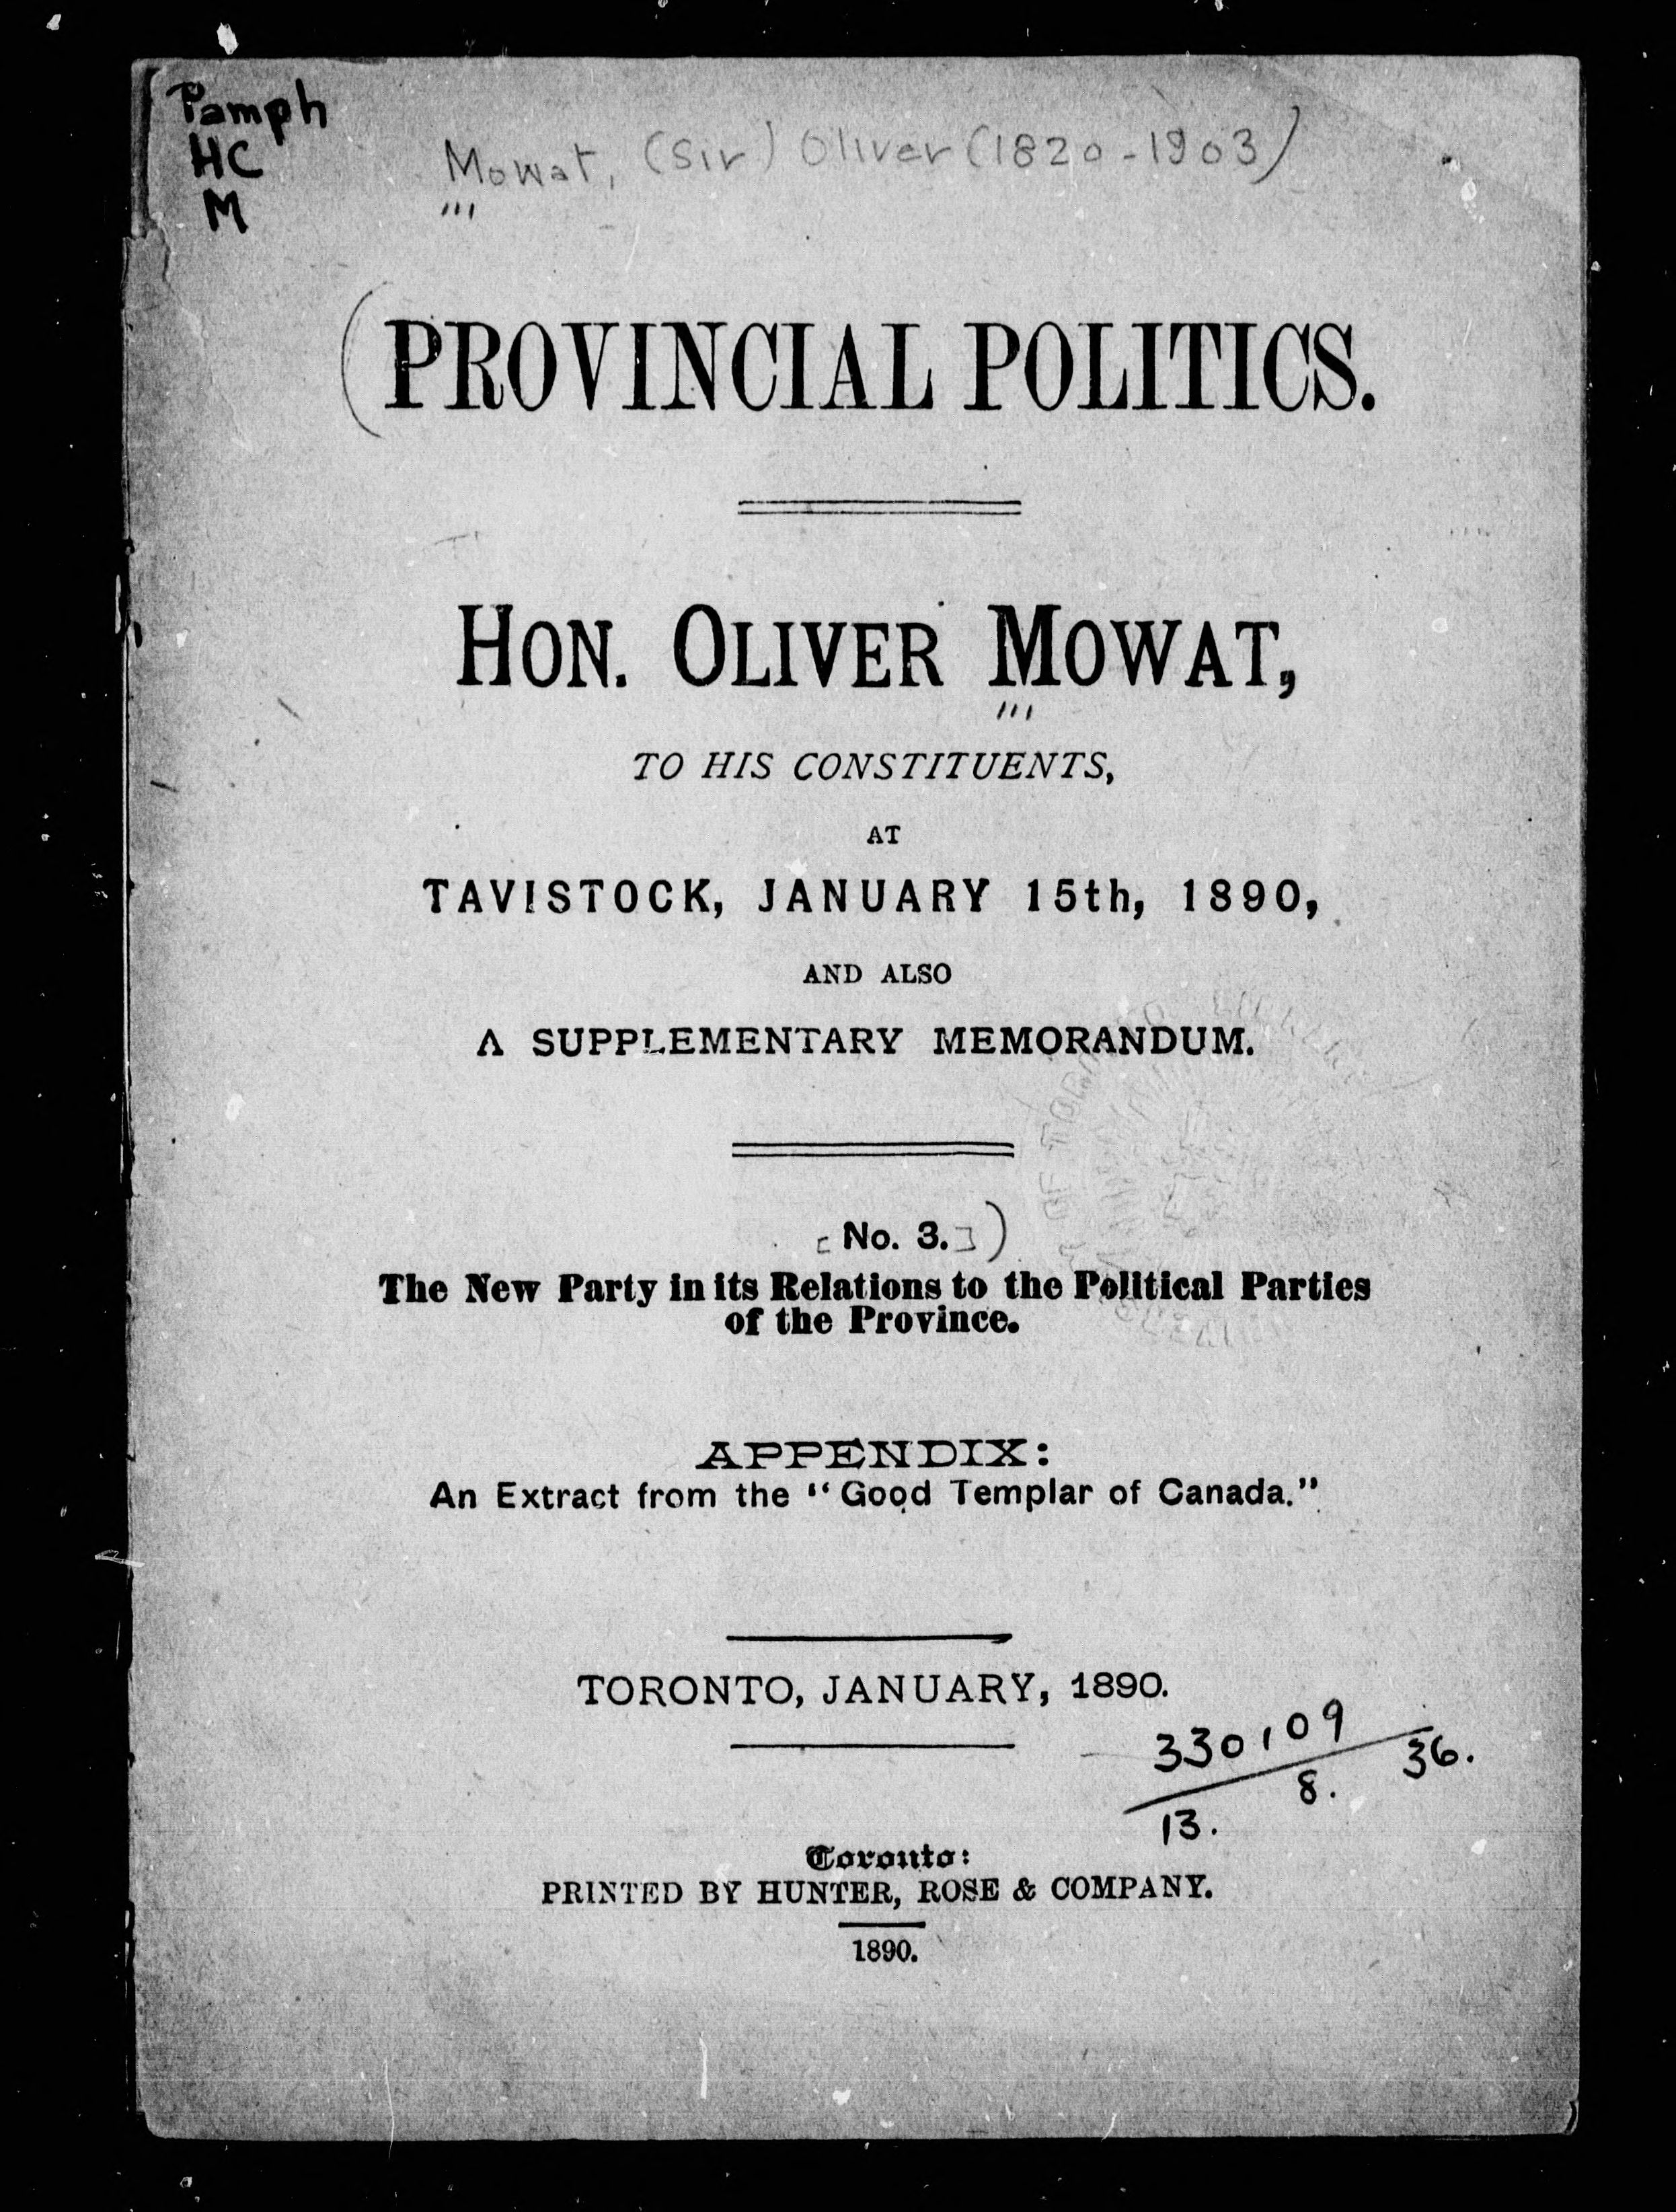 Pamph
HC
M
Mowat, (Sir) Oliver (1820-1903)
(PROVINCIAL POLITICS.
HON. OLIVER MOWAT,
TO HIS CONSTITUENTS,
AT
TAVISTOCK, JANUARY 15th, 1890,
AND ALSO
A SUPPLEMENTARY MEMORANDUM.
[No. 3.])
The New Party in its Relations to the Political Parties
of the Province.
APPENDIX:
An Extract from the "Good Templar of Canada."
TORONTO, JANUARY, 1890.
330109
13. 8. 36.
Toronto:
PRINTED BY HUNTER, ROSE & COMPANY.
1890.